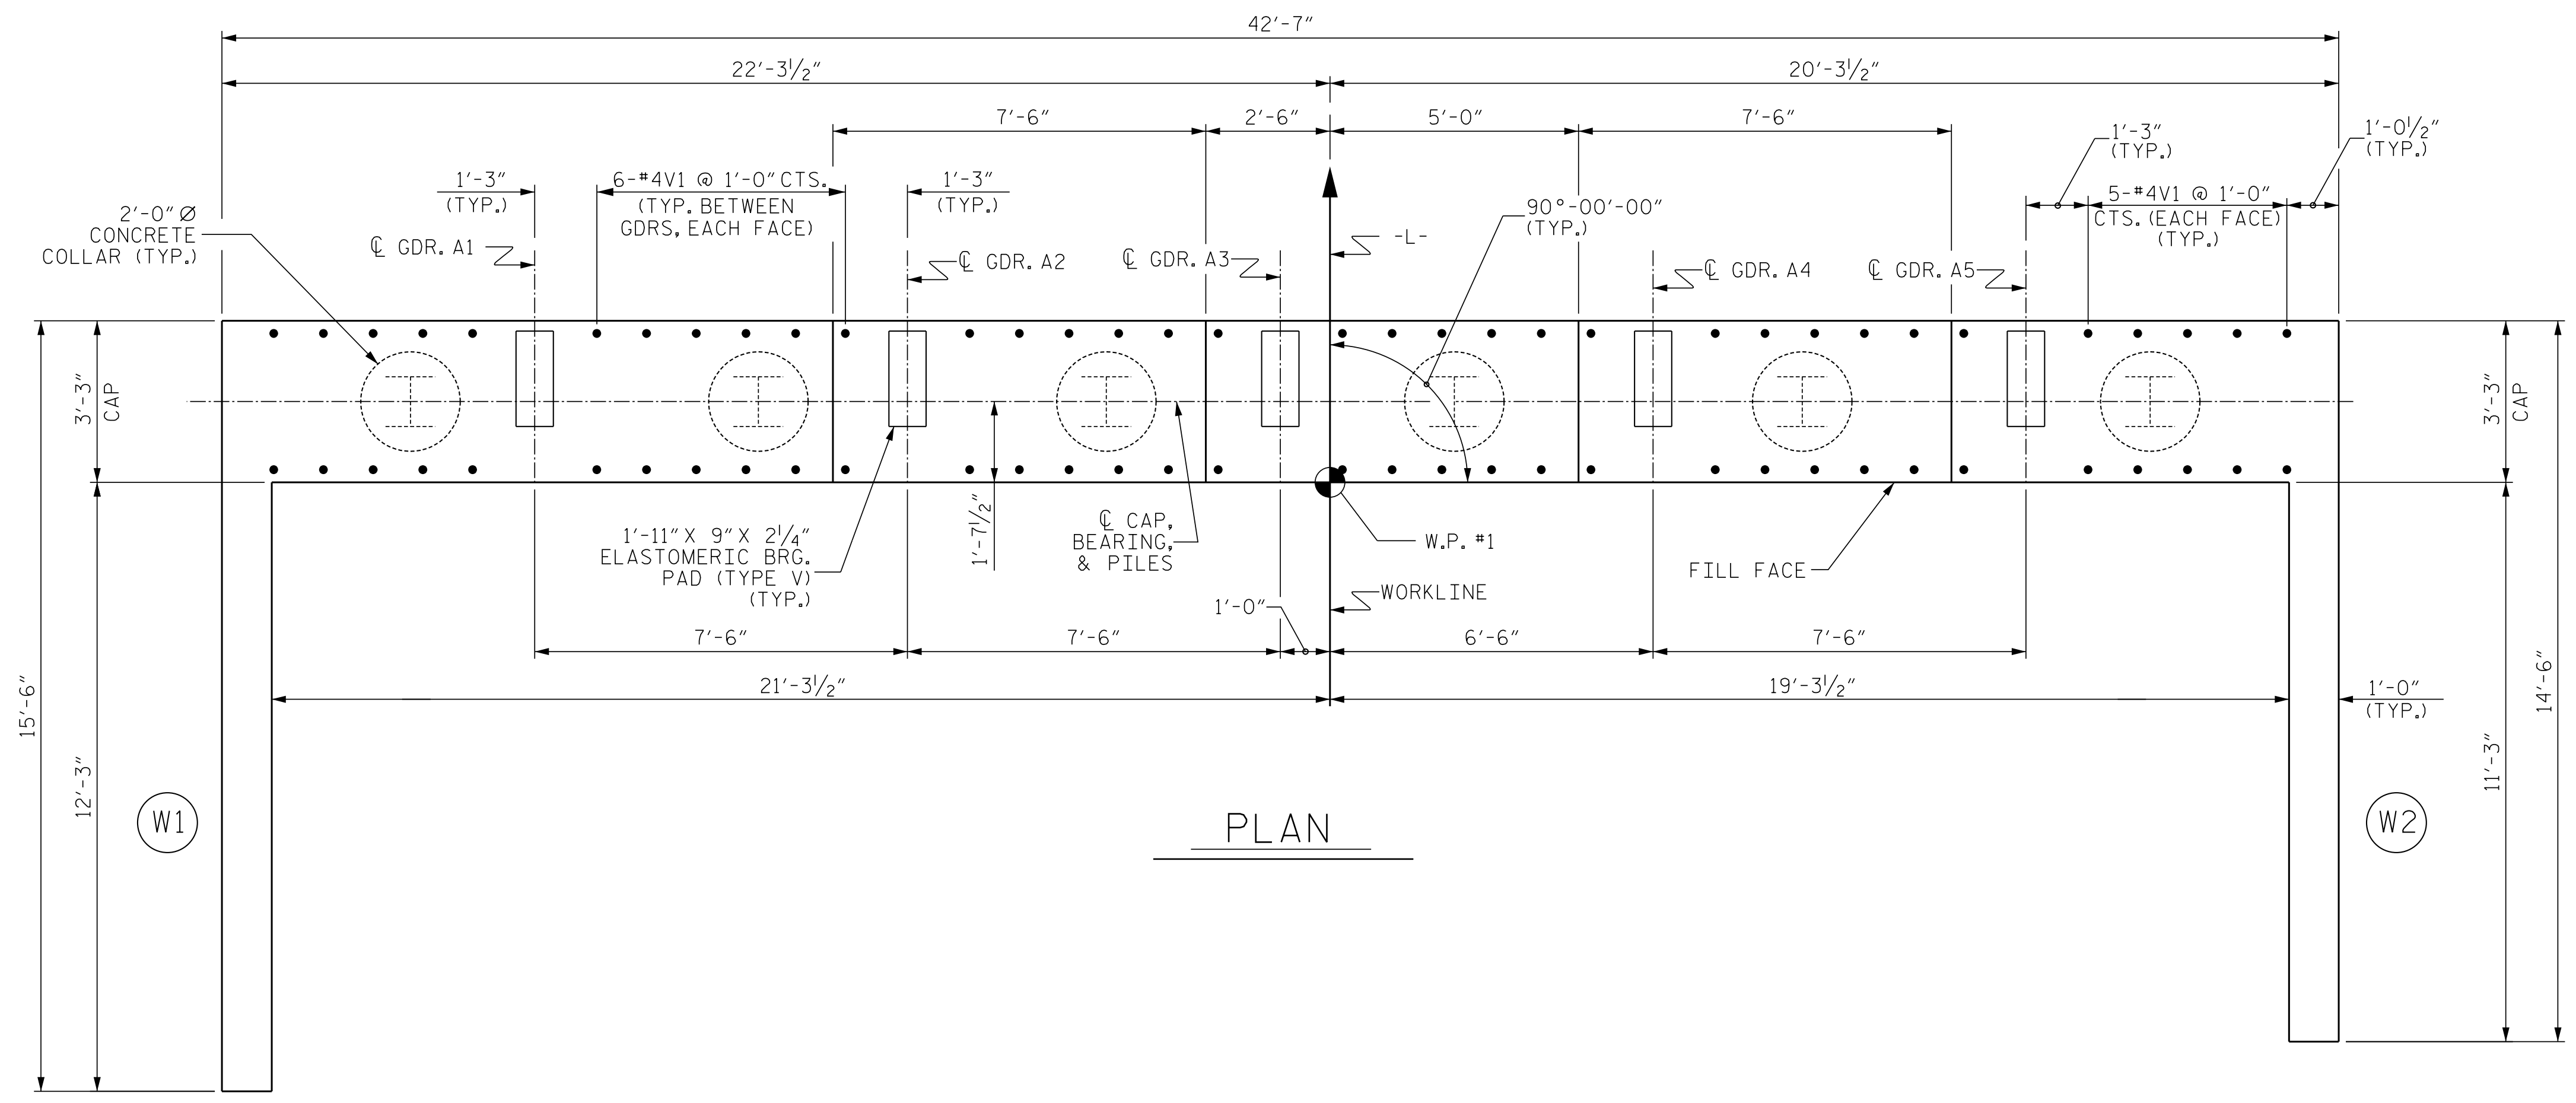 42'-7"
22'-3½"
20'-3½"
7'-6"
2'-6"
5'-0"
7'-6"
1'-3"
(TYP.)
1'-0½"
(TYP.)
1'-3"
(TYP.)
6-#4V1 @ 1'-0" CTS.
(TYP. BETWEEN
GDRS, EACH FACE)
1'-3"
(TYP.)
5-#4V1 @ 1'-0"
CTS. (EACH FACE)
(TYP.)
2'-0" Ø
CONCRETE
COLLAR (TYP.)
90°-00'-00"
(TYP.)
℄ GDR. A1
℄ GDR. A2
℄ GDR. A3
-L-
℄ GDR. A4
℄ GDR. A5
3'-3"
CAP
3'-3"
CAP
1'-11" X 9" X 2¼"
ELASTOMERIC BRG.
PAD (TYPE V)
(TYP.)
1'-7½"
℄ CAP,
BEARING,
& PILES
W.P. #1
FILL FACE
WORKLINE
1'-0"
7'-6"
7'-6"
6'-6"
7'-6"
21'-3½"
19'-3½"
1'-0"
(TYP.)
15'-6"
12'-3"
14'-6"
11'-3"
W1
W2
PLAN